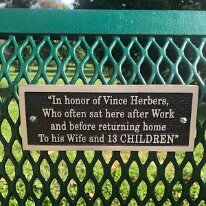 "In honor of Vince Herbers,
Who often sat here after Work
and before returning home
To his Wife and 13 CHILDREN"